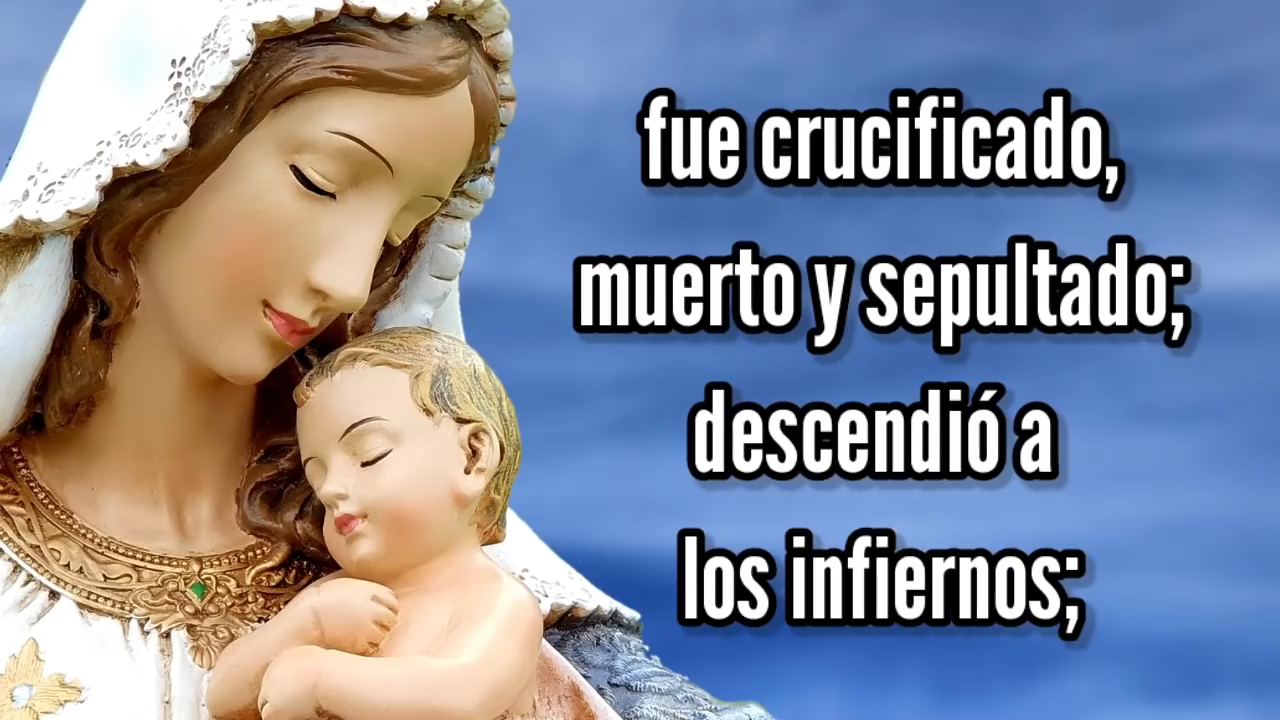 fue crucificado,
muerto y sepultado;
descendió a
los infiernos;